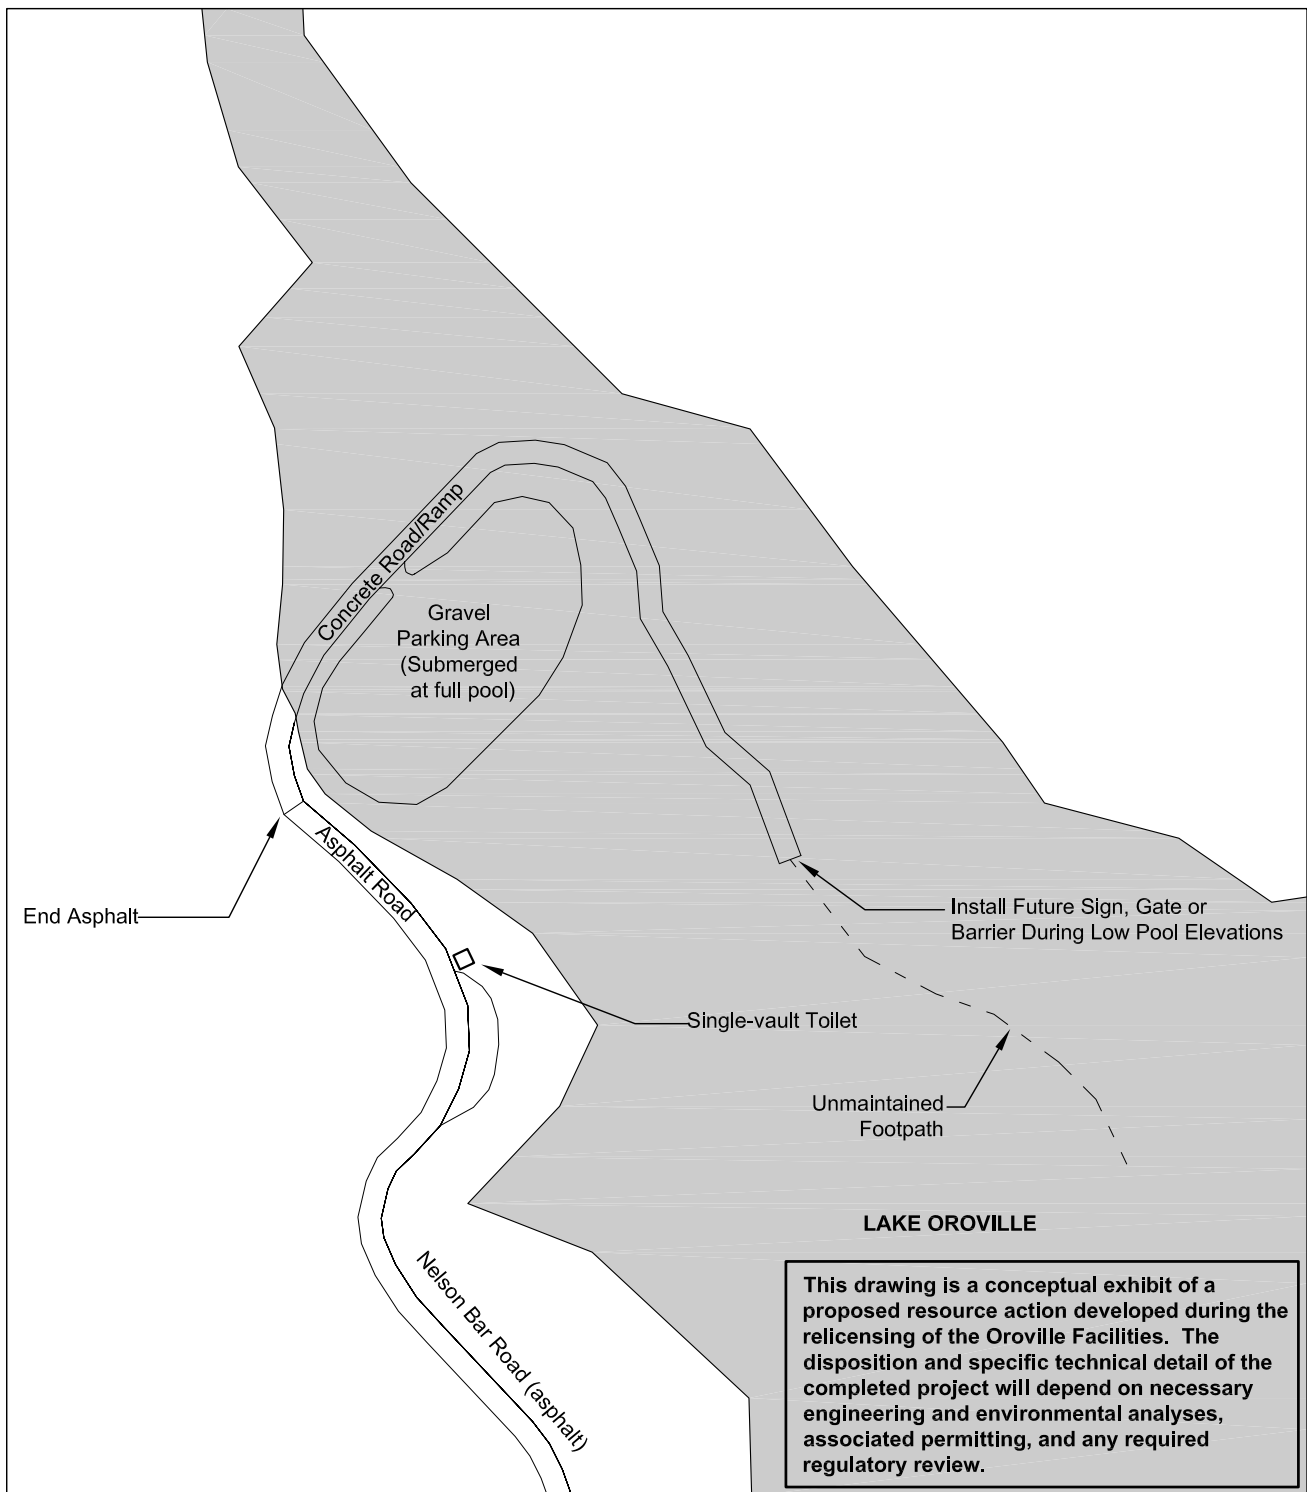 Concrete Road/Ramp
Gravel
Parking Area
(Submerged
at full pool)
Asphalt Road
End Asphalt
Install Future Sign, Gate or
Barrier During Low Pool Elevations
Single-vault Toilet
Unmaintained
Footpath
LAKE OROVILLE
Nelson Bar Road (asphalt)
This drawing is a conceptual exhibit of a
proposed resource action developed during the
relicensing of the Oroville Facilities. The
disposition and specific technical detail of the
completed project will depend on necessary
engineering and environmental analyses,
associated permitting, and any required
regulatory review.